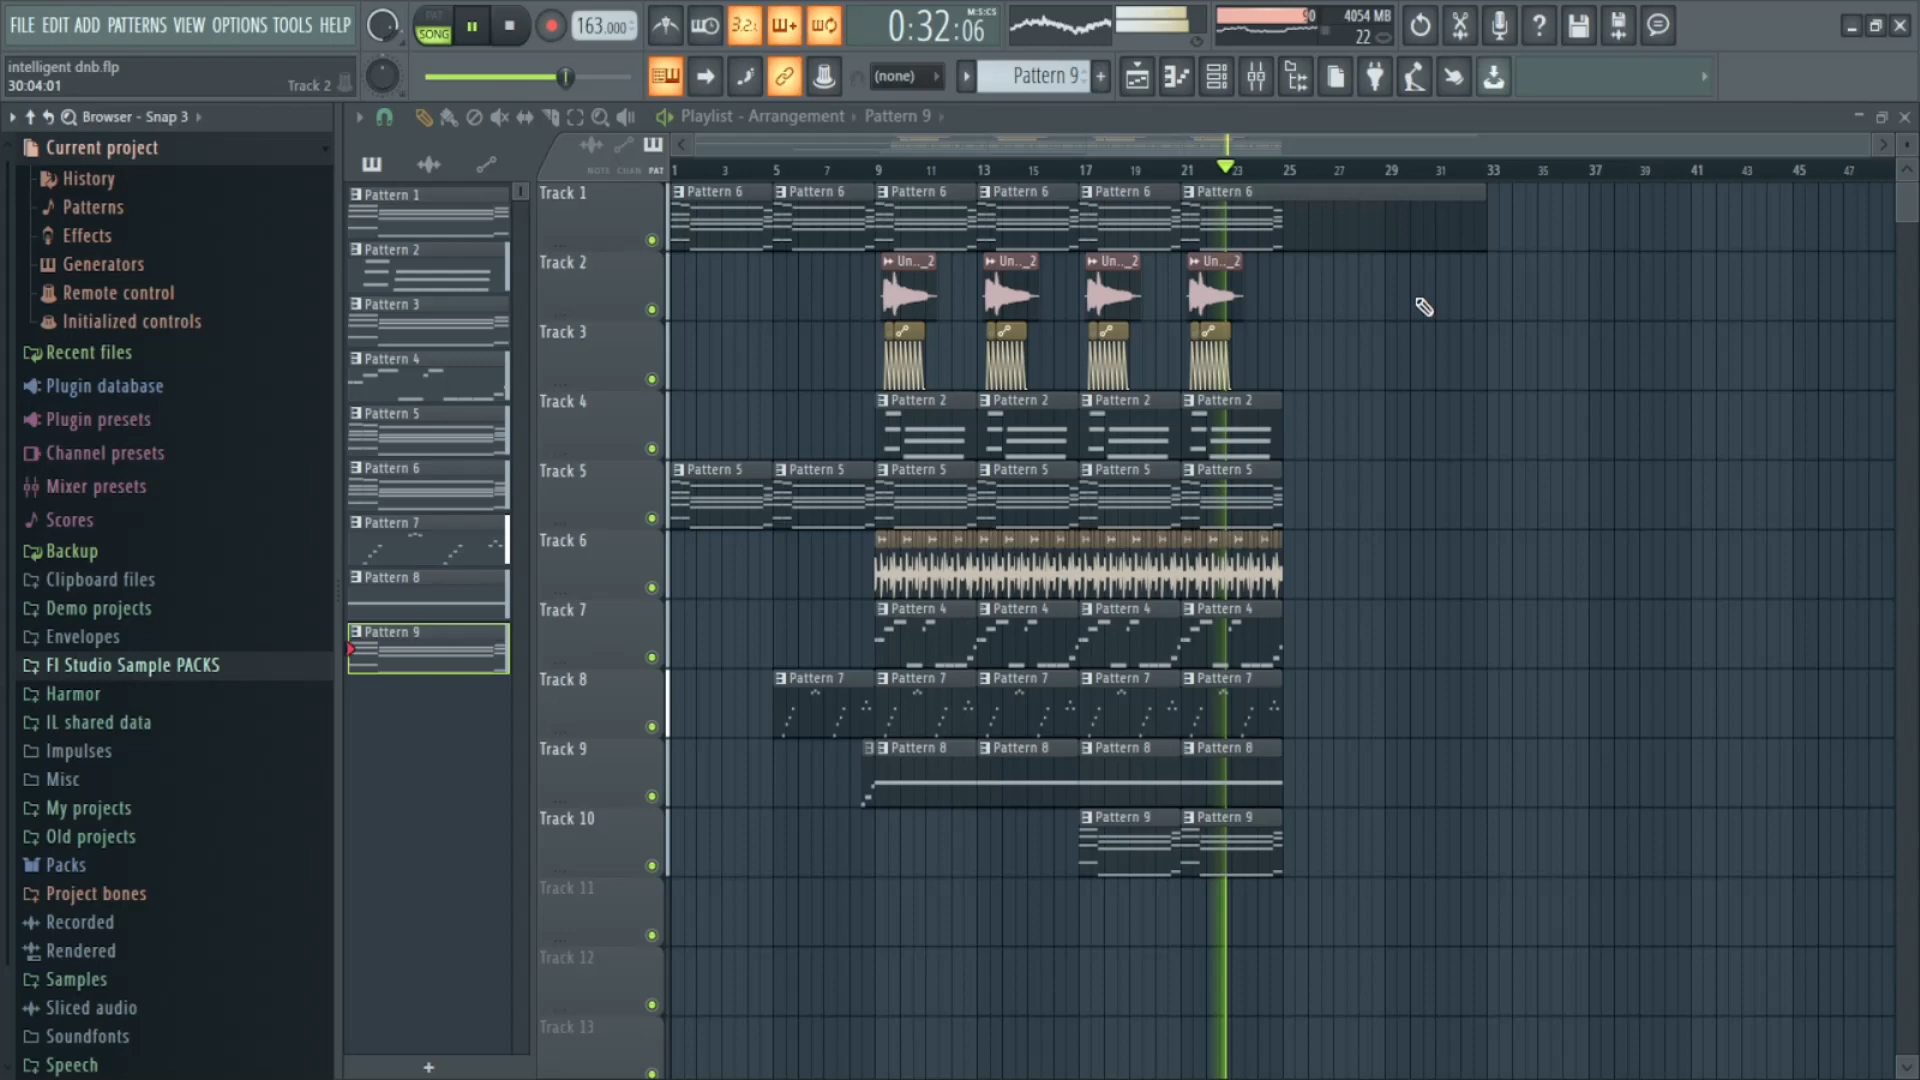 FILE EDIT ADD PATTERNS VIEW OPTIONS TOOLS HELP
PAT
SONG
163.000
3.2.
0:32:06
M:S:CS
90
4054 MB
22
intelligent dnb.flp
30:04:01
Track 2
(none)
Pattern 9
+
Browser - Snap 3
Playlist - Arrangement › Pattern 9 ›
NOTE CHAN PAT
1 3 5 7 9 11 13 15 17 19 21 23 25 27 29 31 33 35 37 39 41 43 45 47
Current project
History
Patterns
Effects
Generators
Remote control
Initialized controls
Recent files
Plugin database
Plugin presets
Channel presets
Mixer presets
Scores
Backup
Clipboard files
Demo projects
Envelopes
Fl Studio Sample PACKS
Harmor
IL shared data
Impulses
Misc
My projects
Old projects
Packs
Project bones
Recorded
Rendered
Samples
Sliced audio
Soundfonts
Speech
Pattern 1
Pattern 2
Pattern 3
Pattern 4
Pattern 5
Pattern 6
Pattern 7
Pattern 8
Pattern 9
+
Track 1
Pattern 6 Pattern 6 Pattern 6 Pattern 6 Pattern 6 Pattern 6
Track 2
Un.._2 Un.._2 Un.._2 Un.._2
Track 3
Track 4
Pattern 2 Pattern 2 Pattern 2 Pattern 2
Track 5
Pattern 5 Pattern 5 Pattern 5 Pattern 5 Pattern 5 Pattern 5
Track 6
Track 7
Pattern 4 Pattern 4 Pattern 4 Pattern 4
Track 8
Pattern 7 Pattern 7 Pattern 7 Pattern 7 Pattern 7
Track 9
Pattern 8 Pattern 8 Pattern 8 Pattern 8
Track 10
Pattern 9 Pattern 9
Track 11
Track 12
Track 13